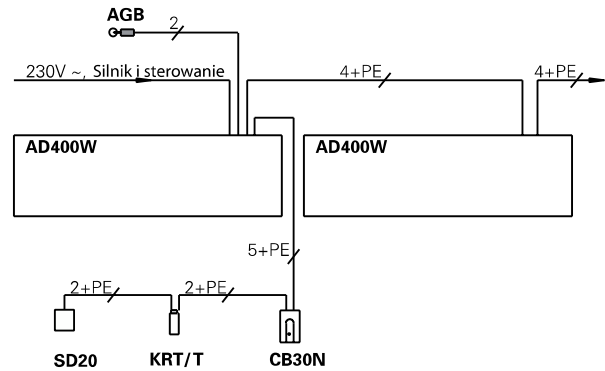 AGB
2
230V ~, Silnik i sterowanie
4+PE
4+PE
AD400W
AD400W
5+PE
2+PE
2+PE
SD20
KRT/T
CB30N